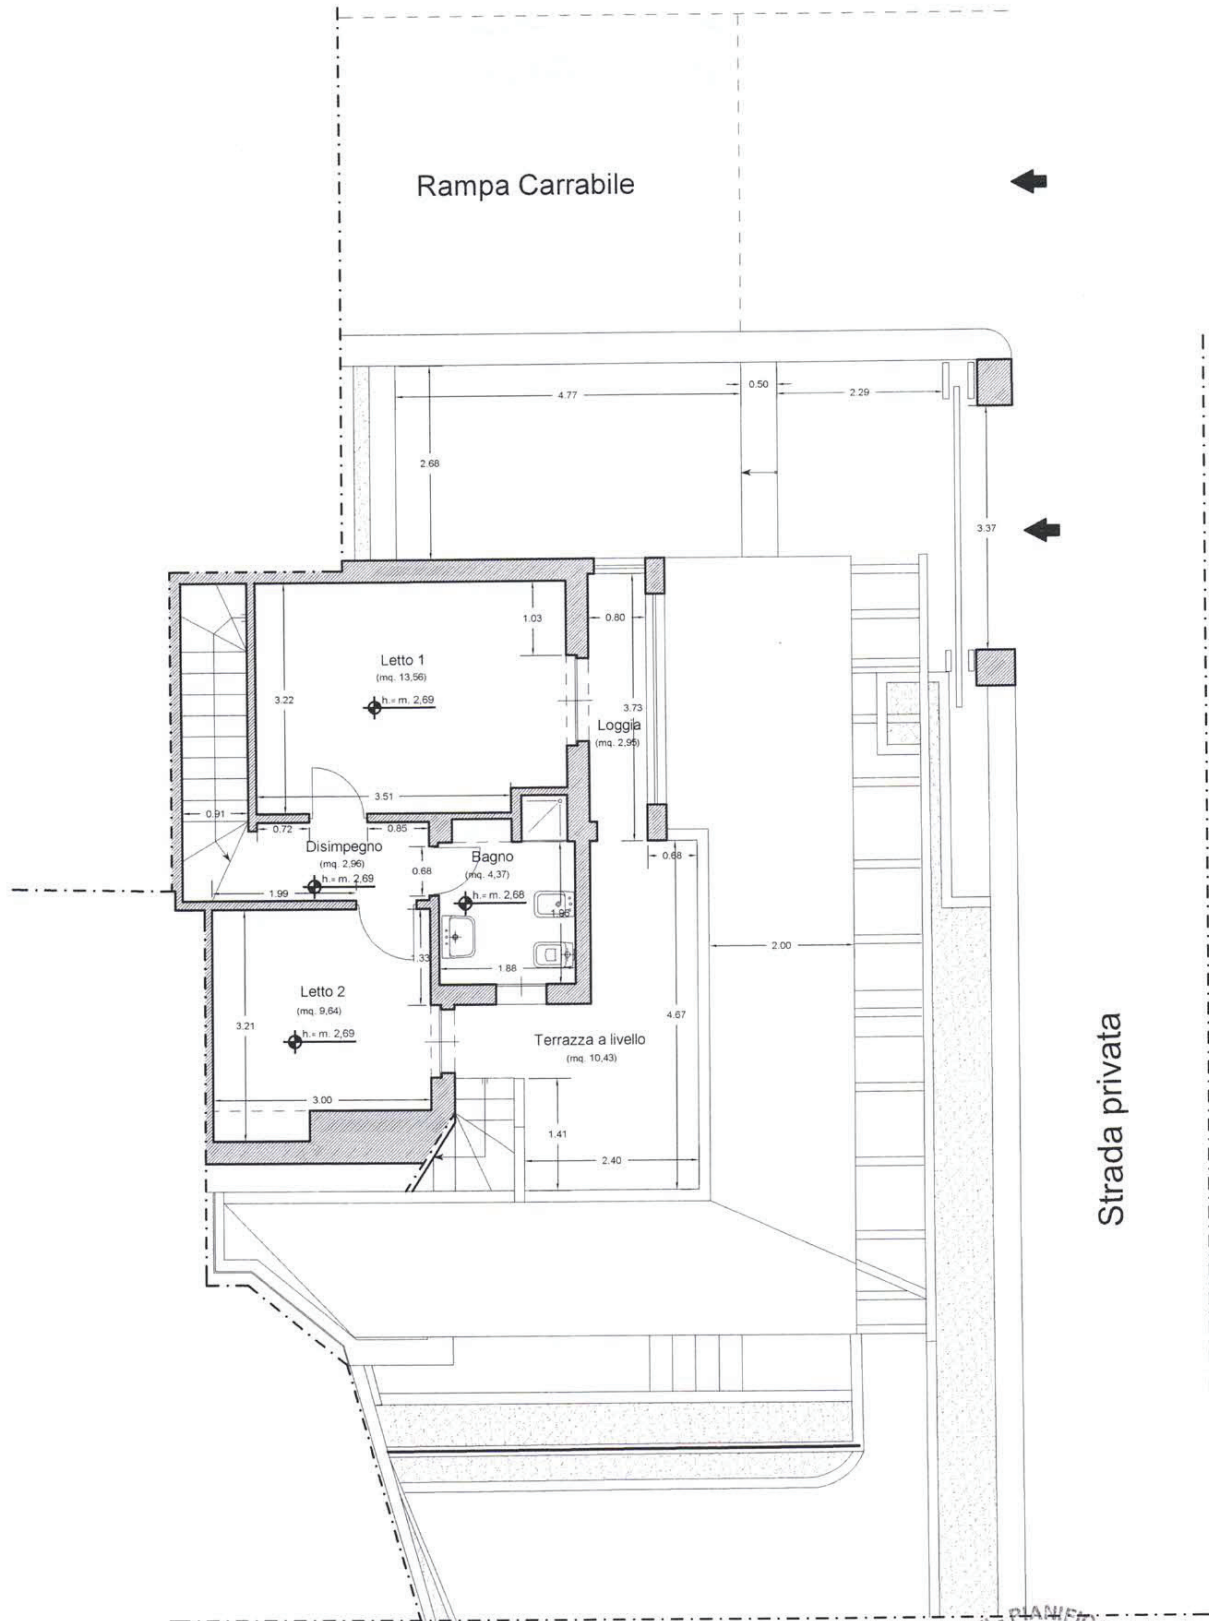 Rampa Carrabile
4.77
0.50
2.29
2.68
3.37
1.03
0.80
Letto 1
(mq. 13,56)
h.= m. 2,69
3.22
3.73
Loggia
(mq. 2,95)
3.51
0.91
0.72
0.85
Disimpegno
(mq. 2,96)
h.= m. 2,69
1.99
0.68
Bagno
(mq. 4,37)
h.= m. 2,68
0.68
1.88
1.33
2.00
Letto 2
(mq. 9,64)
h.= m. 2,69
3.21
3.00
4.67
Terrazza a livello
(mq. 10,43)
1.41
2.40
Strada privata